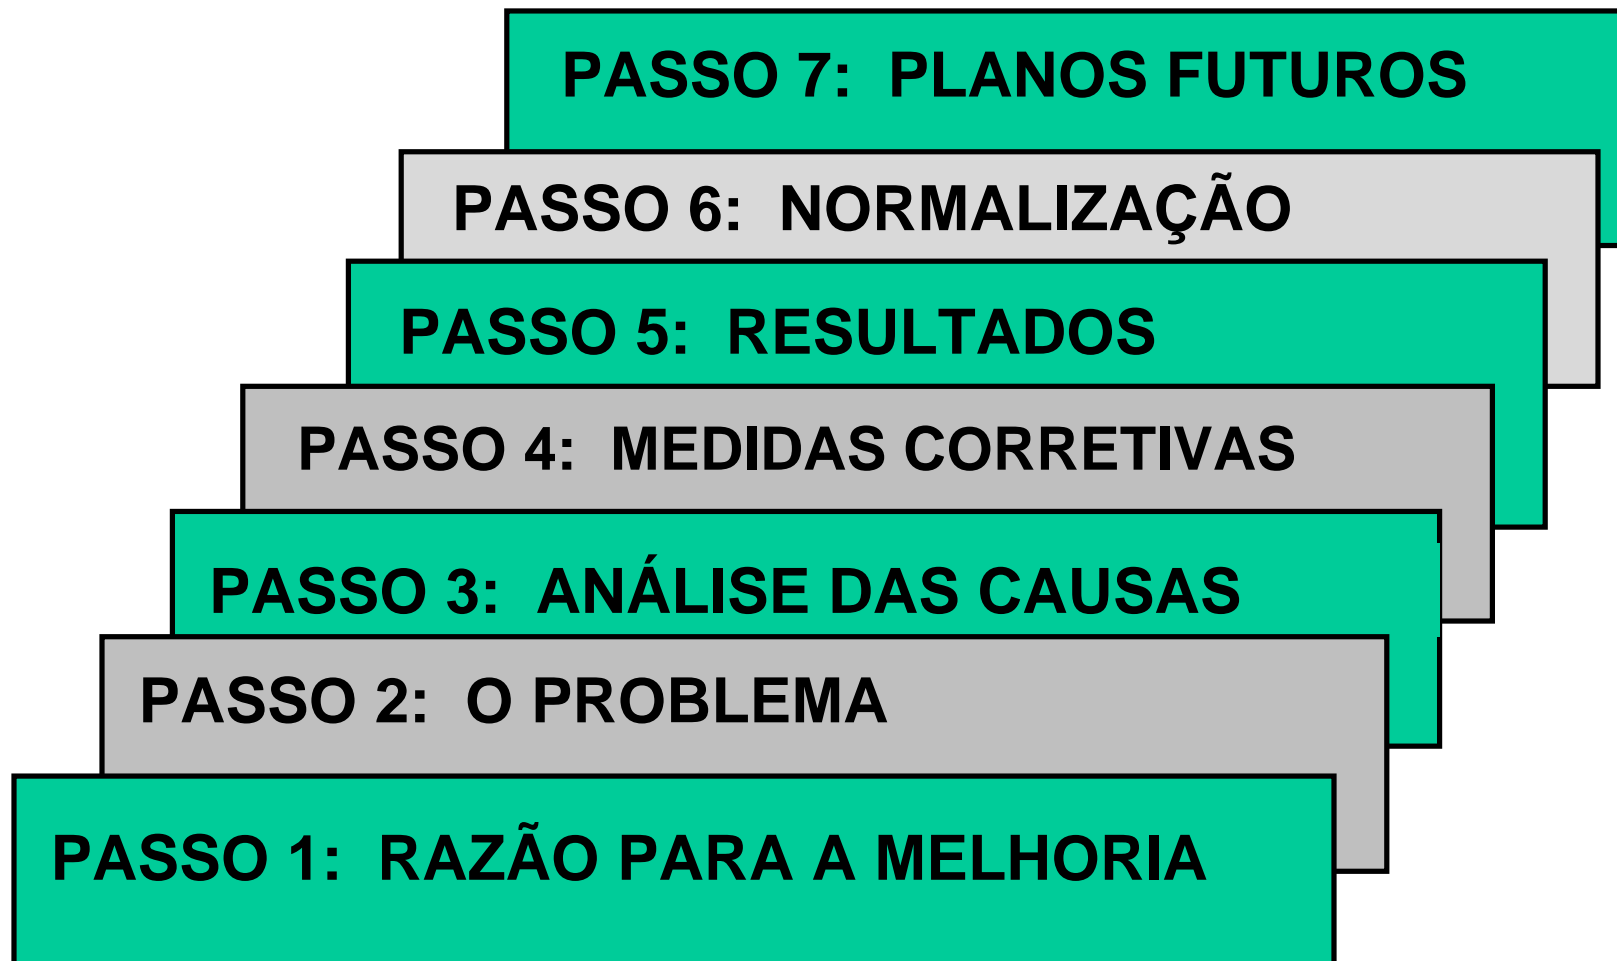 PASSO 7: PLANOS FUTUROS
PASSO 6: NORMALIZAÇÃO
PASSO 5: RESULTADOS
PASSO 4: MEDIDAS CORRETIVAS
PASSO 3: ANÁLISE DAS CAUSAS
PASSO 2: O PROBLEMA
PASSO 1: RAZÃO PARA A MELHORIA